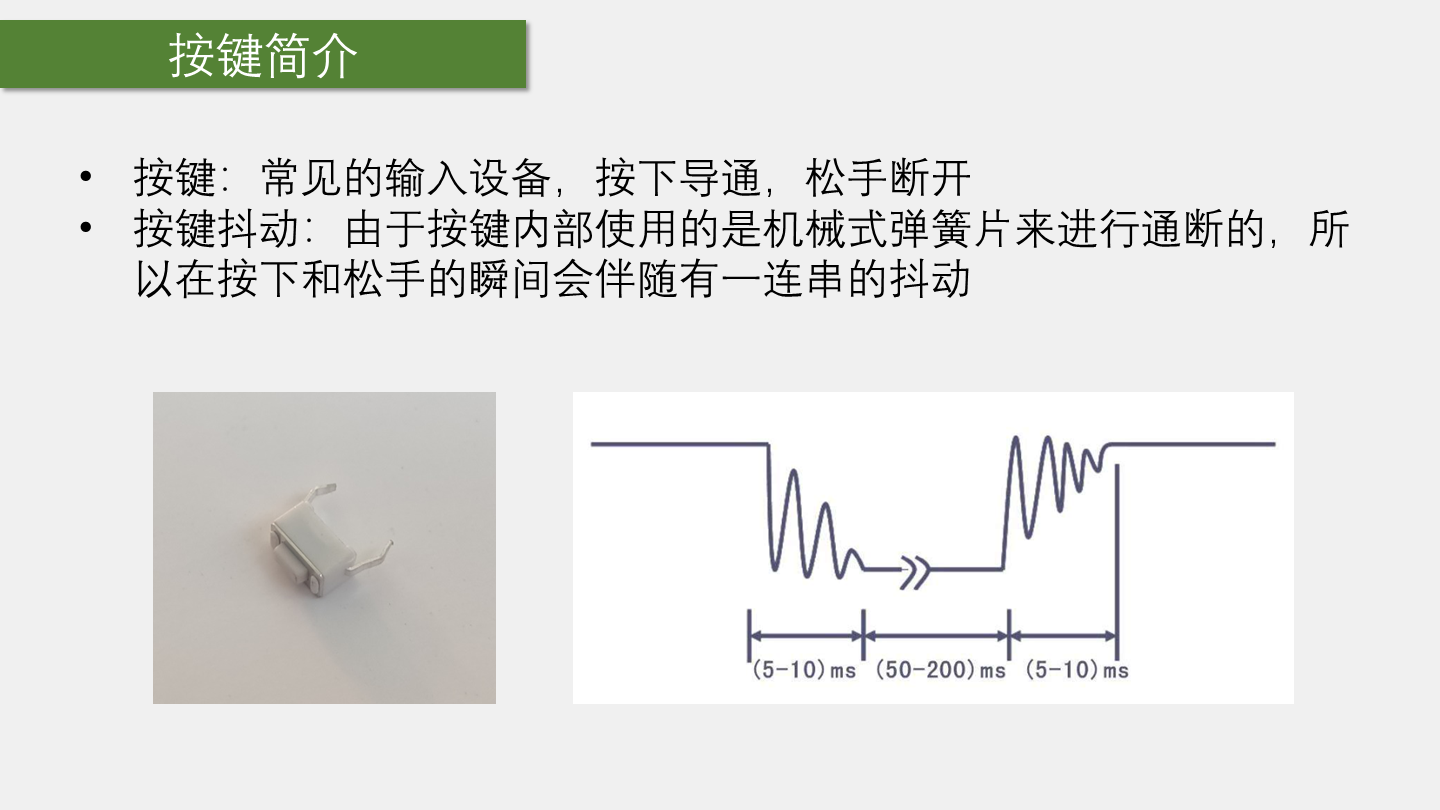 按键简介
• 按键：常见的输入设备，按下导通，松手断开
• 按键抖动：由于按键内部使用的是机械式弹簧片来进行通断的，所
以在按下和松手的瞬间会伴随有一连串的抖动
(5-10)ms (50-200)ms (5-10)ms